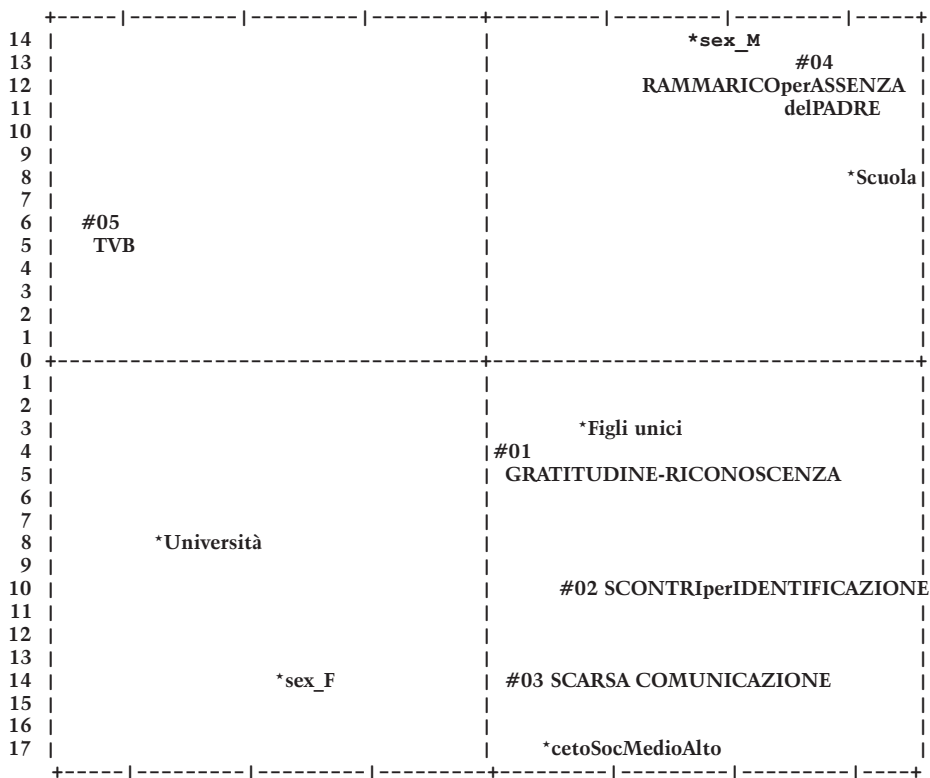 +-----|---------|---------|---------+---------|---------|---------|-----+
14 | | *sex_M |
13 | | #04 |
12 | | RAMMARICOperASSENZA |
11 | | delPADRE |
10 | | |
9 | | |
8 | | *Scuola |
7 | | |
6 | #05 | |
5 | TVB | |
4 | | |
3 | | |
2 | | |
1 | | |
0 +-----------------------------------+-----------------------------------+
1 | | |
2 | | |
3 | | *Figli unici |
4 | | #01 |
5 | | GRATITUDINE-RICONOSCENZA |
6 | | |
7 | | |
8 | *Università | |
9 | | |
10 | | #02 SCONTRIperIDENTIFICAZIONE
11 | | |
12 | | |
13 | | |
14 | *sex_F | #03 SCARSA COMUNICAZIONE |
15 | | |
16 | | |
17 | | *cetoSocMedioAlto |
+-----|---------|---------|---------+---------|---------|---------|-----+